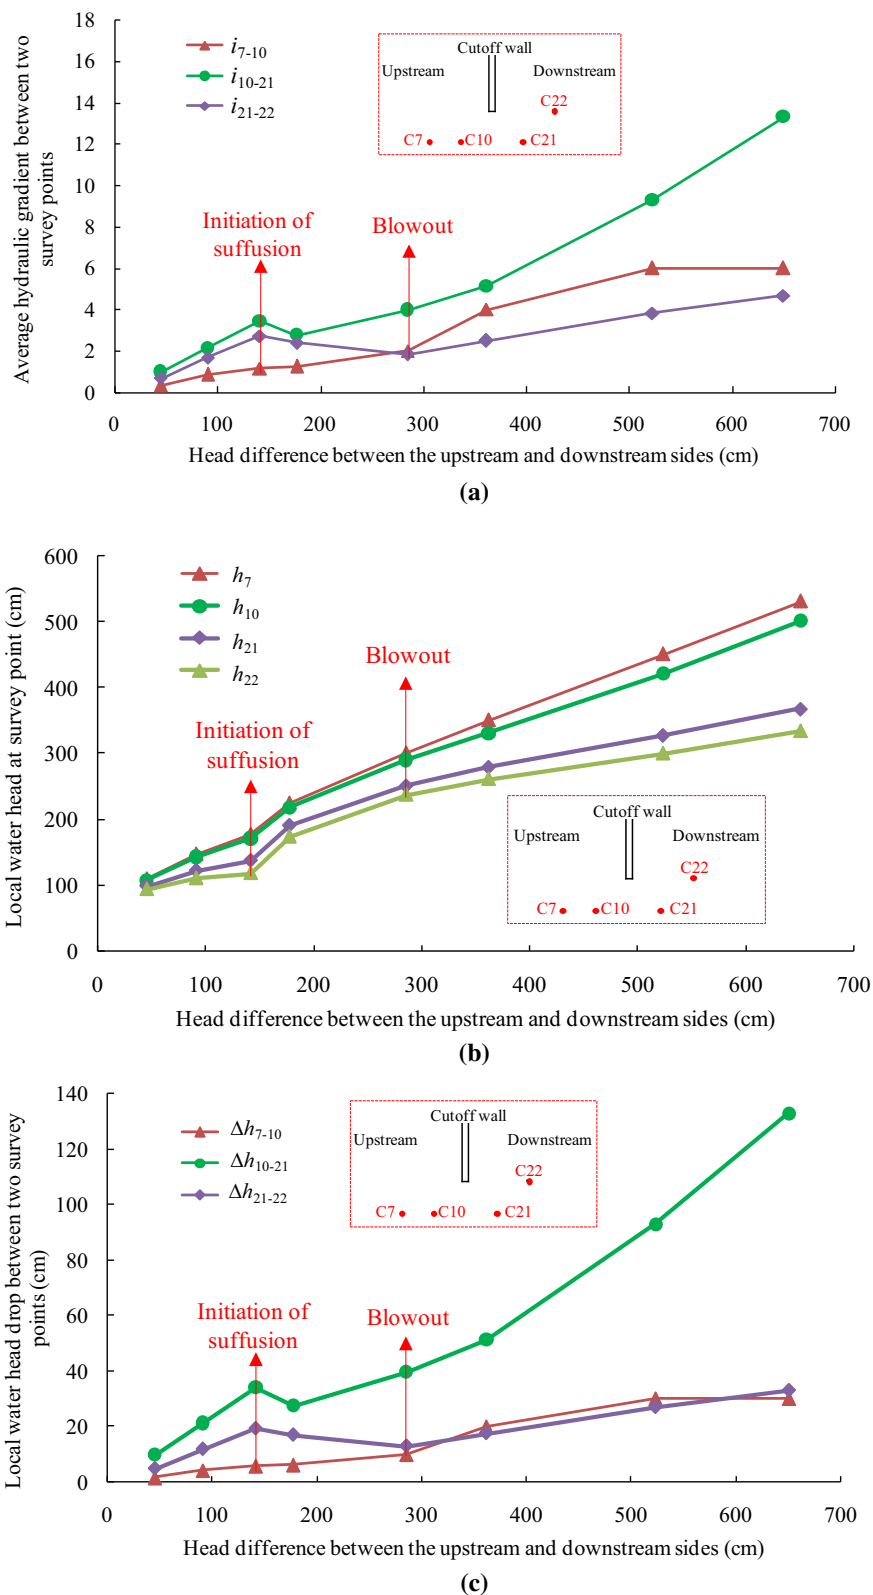 18
16
14
12
10
8
6
4
2
0
Average hydraulic gradient between two
survey points
i7-10
i10-21
i21-22
Cutoff wall
Upstream
Downstream
C22
C7
C10
C21
Initiation of
suffusion
Blowout
0
100
200
300
400
500
600
700
Head difference between the upstream and downstream sides (cm)
(a)
600
500
400
300
200
100
0
Local water head at survey point (cm)
h7
h10
h21
h22
Blowout
Initiation of
suffusion
Cutoff wall
Upstream
Downstream
C22
C7
C10
C21
0
100
200
300
400
500
600
700
Head difference between the upstream and downstream sides (cm)
(b)
140
120
100
80
60
40
20
0
Local water head drop between two survey
points (cm)
Δh7-10
Δh10-21
Δh21-22
Cutoff wall
Upstream
Downstream
C22
C7
C10
C21
Initiation of
suffusion
Blowout
0
100
200
300
400
500
600
700
Head difference between the upstream and downstream sides (cm)
(c)